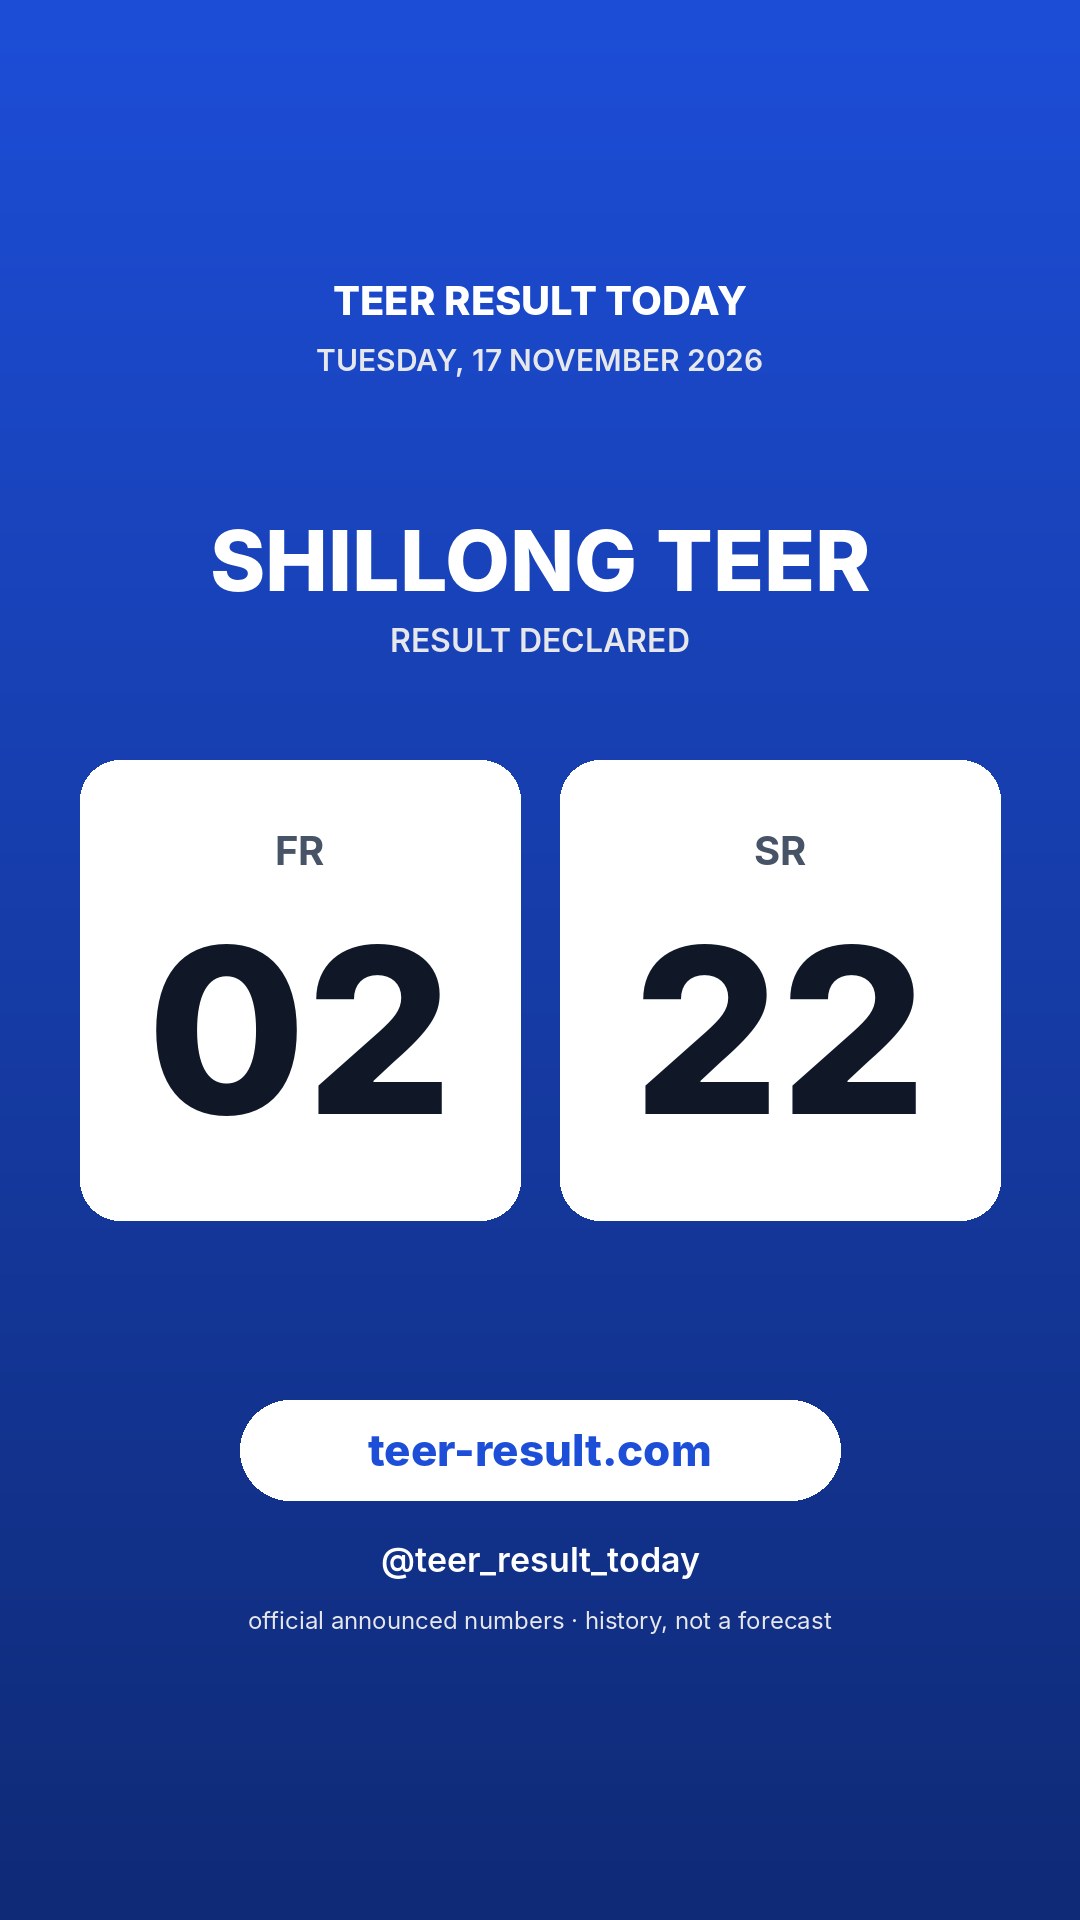 TEER RESULT TODAY
TUESDAY, 17 NOVEMBER 2026
SHILLONG TEER
RESULT DECLARED
FR
02
SR
22
teer-result.com
@teer_result_today
official announced numbers · history, not a forecast